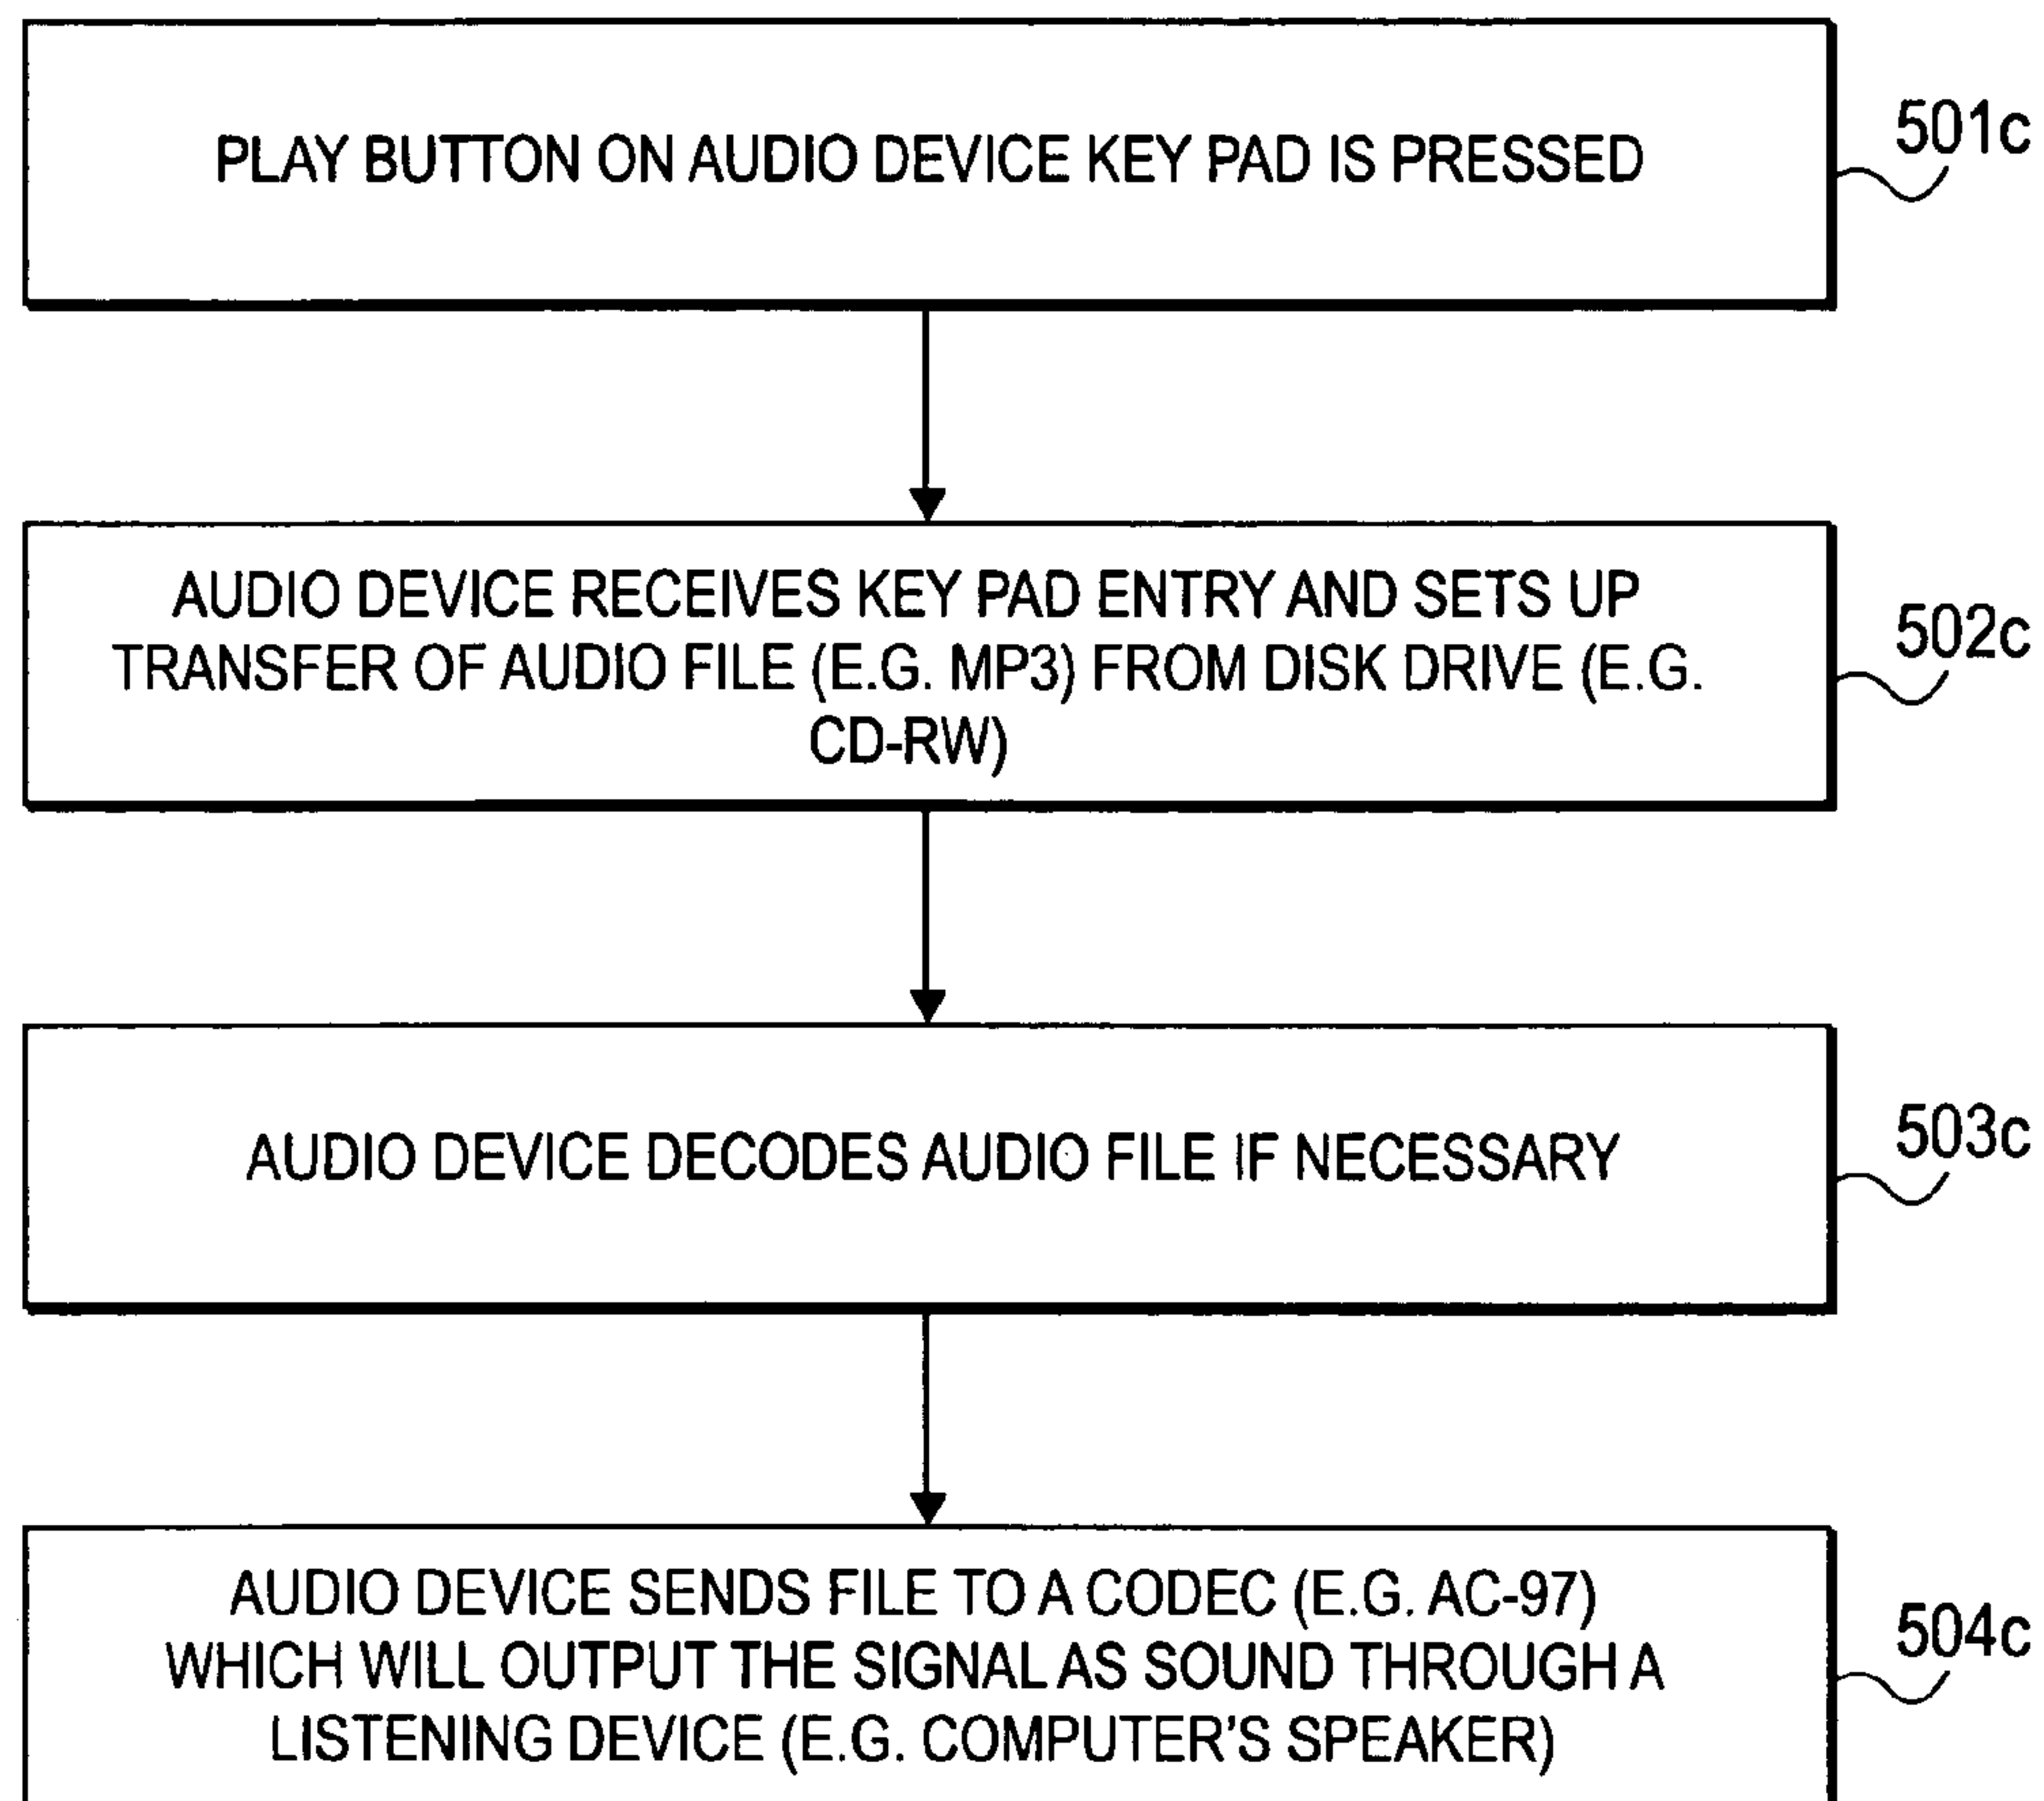 PLAY BUTTON ON AUDIO DEVICE KEY PAD IS PRESSED
501c
AUDIO DEVICE RECEIVES KEY PAD ENTRY AND SETS UP
TRANSFER OF AUDIO FILE (E.G. MP3) FROM DISK DRIVE (E.G.
CD-RW)
502c
AUDIO DEVICE DECODES AUDIO FILE IF NECESSARY
503c
AUDIO DEVICE SENDS FILE TO A CODEC (E.G. AC-97)
WHICH WILL OUTPUT THE SIGNAL AS SOUND THROUGH A
LISTENING DEVICE (E.G. COMPUTER'S SPEAKER)
504c